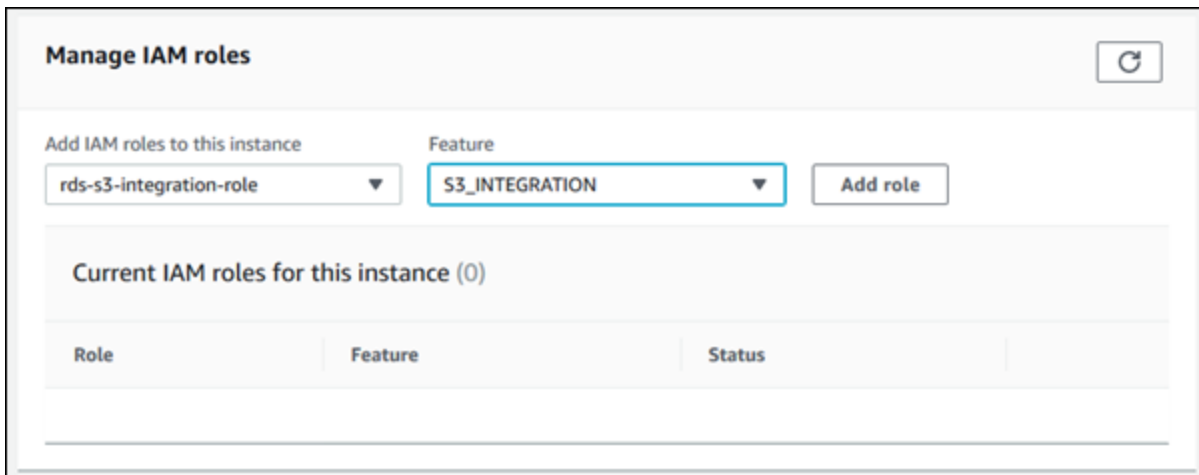 Manage IAM roles
Add IAM roles to this instance Feature
rds-s3-integration-role S3_INTEGRATION Add role
Current IAM roles for this instance (0)
Role Feature Status